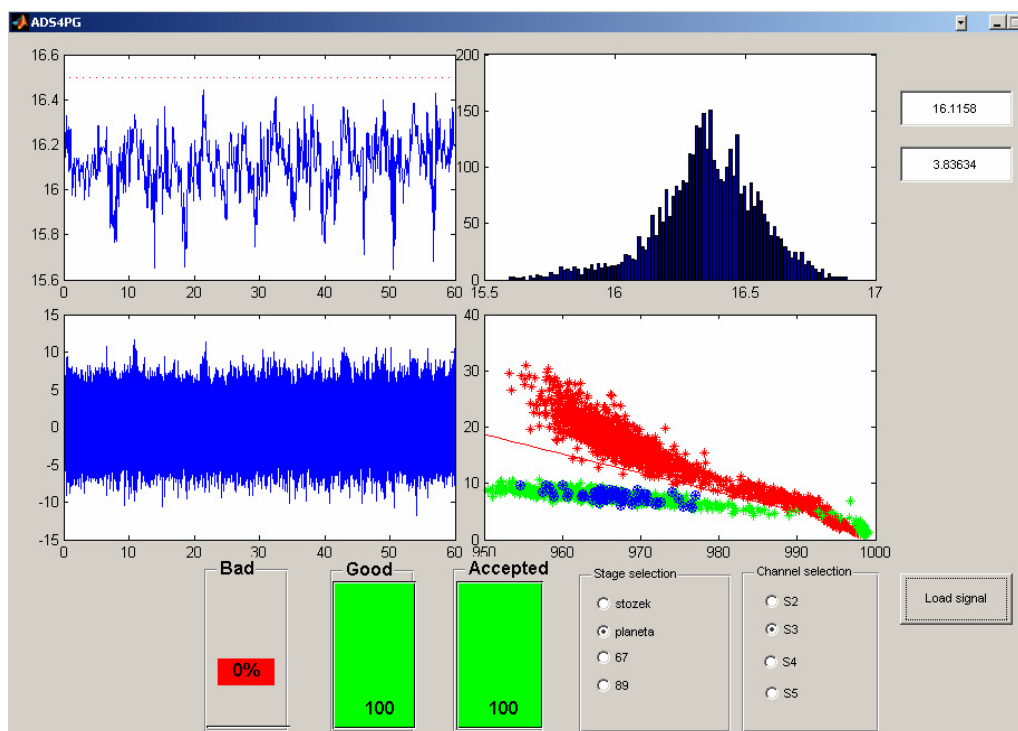 ADS4PG
16.6
16.4
16.2
16
15.8
15.6
0 10 20 30 40 50 60
200
150
100
50
0
15.5 16 16.5 17
16.1158
3.83634
15
10
5
0
-5
-10
-15
0 10 20 30 40 50 60
40
30
20
10
0
950 960 970 980 990 1000
Bad
0%
Good
100
Accepted
100
Stage selection
stozek
planeta
67
89
Channel selection
S2
S3
S4
S5
Load signal